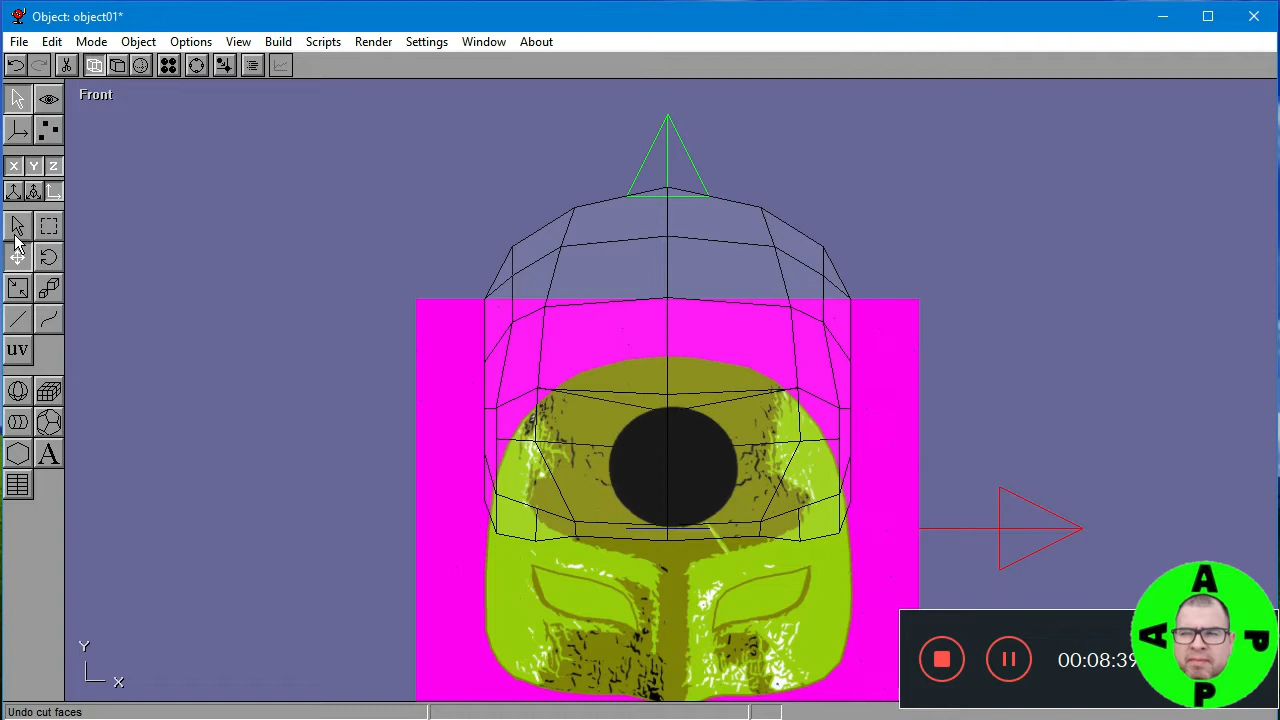 Object: object01*
File Edit Mode Object Options View Build Scripts Render Settings Window About
Front
X Y Z
uv
A
Y
X
00:08:39
A
A P
P
Undo cut faces